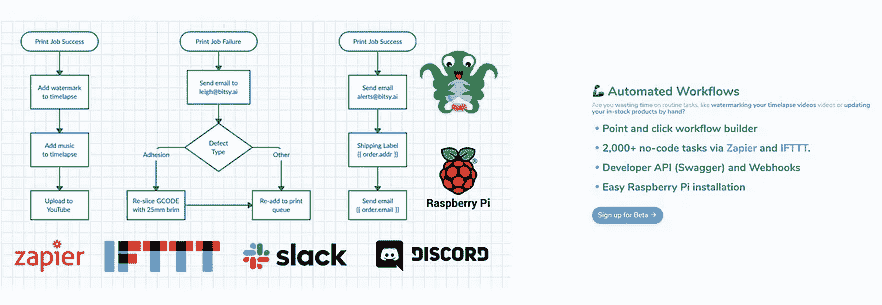 Print Job Success
Add watermark
to timelapse
Add music
to timelapse
Upload to
YouTube
Print Job Failure
Send email to
leigh@bitsy.ai
Defect
Type
Adhesion
Other
Re-slice GCODE
with 25mm brim
Re-add to print
queue
Print Job Success
Send email
alerts@bitsy.ai
Shipping Label
{{ order.addr }}
Send email
{{ order.email }}
Raspberry Pi
zapier
IFTTT
slack
DISCORD
Automated Workflows
Are you wasting time on routine tasks, like watermarking your timelapse videos video or updating
your in-stock products by hand?
• Point and click workflow builder
• 2,000+ no-code tasks via Zapier and IFTTT.
• Developer API (Swagger) and Webhooks
• Easy Raspberry Pi installation
Sign up for Beta →